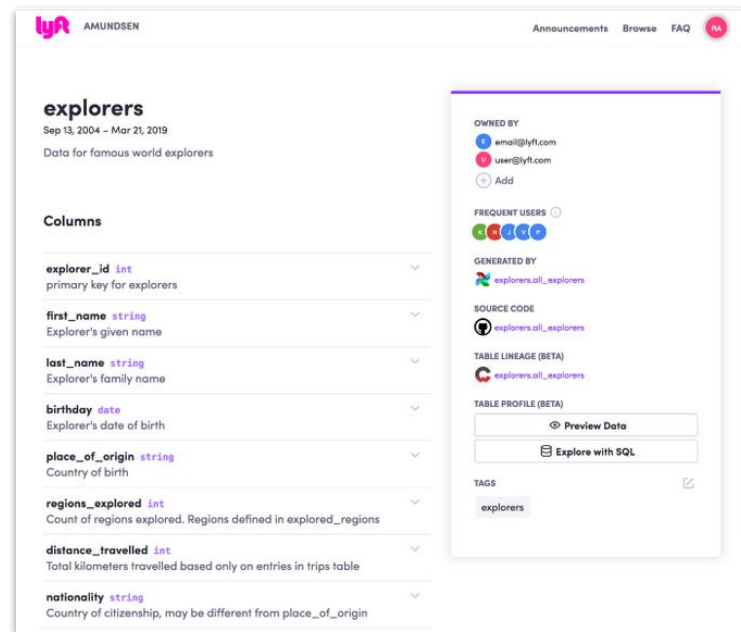 lyft AMUNDSEN
Announcements Browse FAQ RA
explorers
Sep 13, 2004 – Mar 21, 2019
Data for famous world explorers
Columns
explorer_id int
primary key for explorers
first_name string
Explorer's given name
last_name string
Explorer's family name
birthday date
Explorer's date of birth
place_of_origin string
Country of birth
regions_explored int
Count of regions explored. Regions defined in explored_regions
distance_travelled int
Total kilometers travelled based only on entries in trips table
nationality string
Country of citizenship, may be different from place_of_origin
OWNED BY
E email@lyft.com
U user@lyft.com
Add
FREQUENT USERS
K H J V P
GENERATED BY
explorers.all_explorers
SOURCE CODE
explorers.all_explorers
TABLE LINEAGE (BETA)
explorers.all_explorers
TABLE PROFILE (BETA)
Preview Data
Explore with SQL
TAGS
explorers